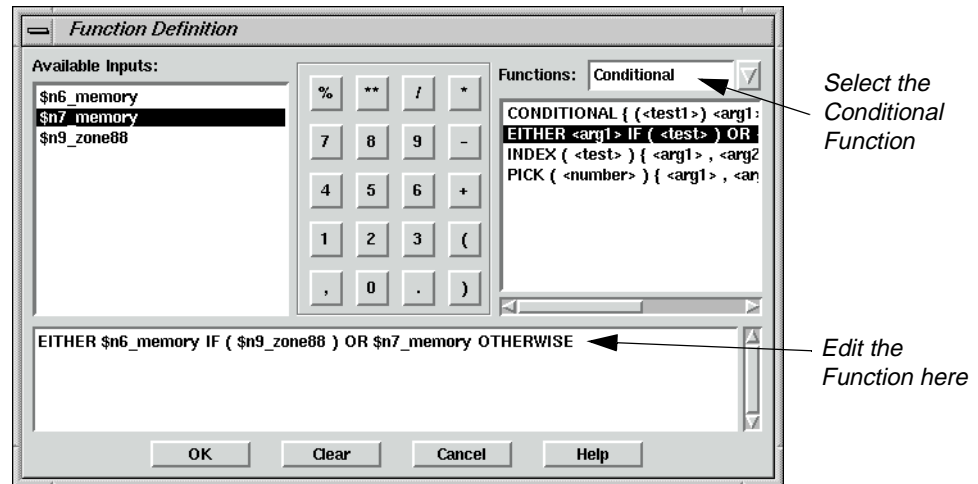 Function Definition
Available Inputs:
$n6_memory
$n7_memory
$n9_zone88
% ** / *
7 8 9 -
4 5 6 +
1 2 3 (
, 0 . )
Functions: Conditional
CONDITIONAL { ( <test1>) <arg1>
EITHER <arg1> IF ( <test> ) OR <
INDEX ( <test> ) { <arg1> , <arg2
PICK ( <number> ) { <arg1> , <ar
EITHER $n6_memory IF ( $n9_zone88 ) OR $n7_memory OTHERWISE
OK Clear Cancel Help
Select the
Conditional
Function
Edit the
Function here